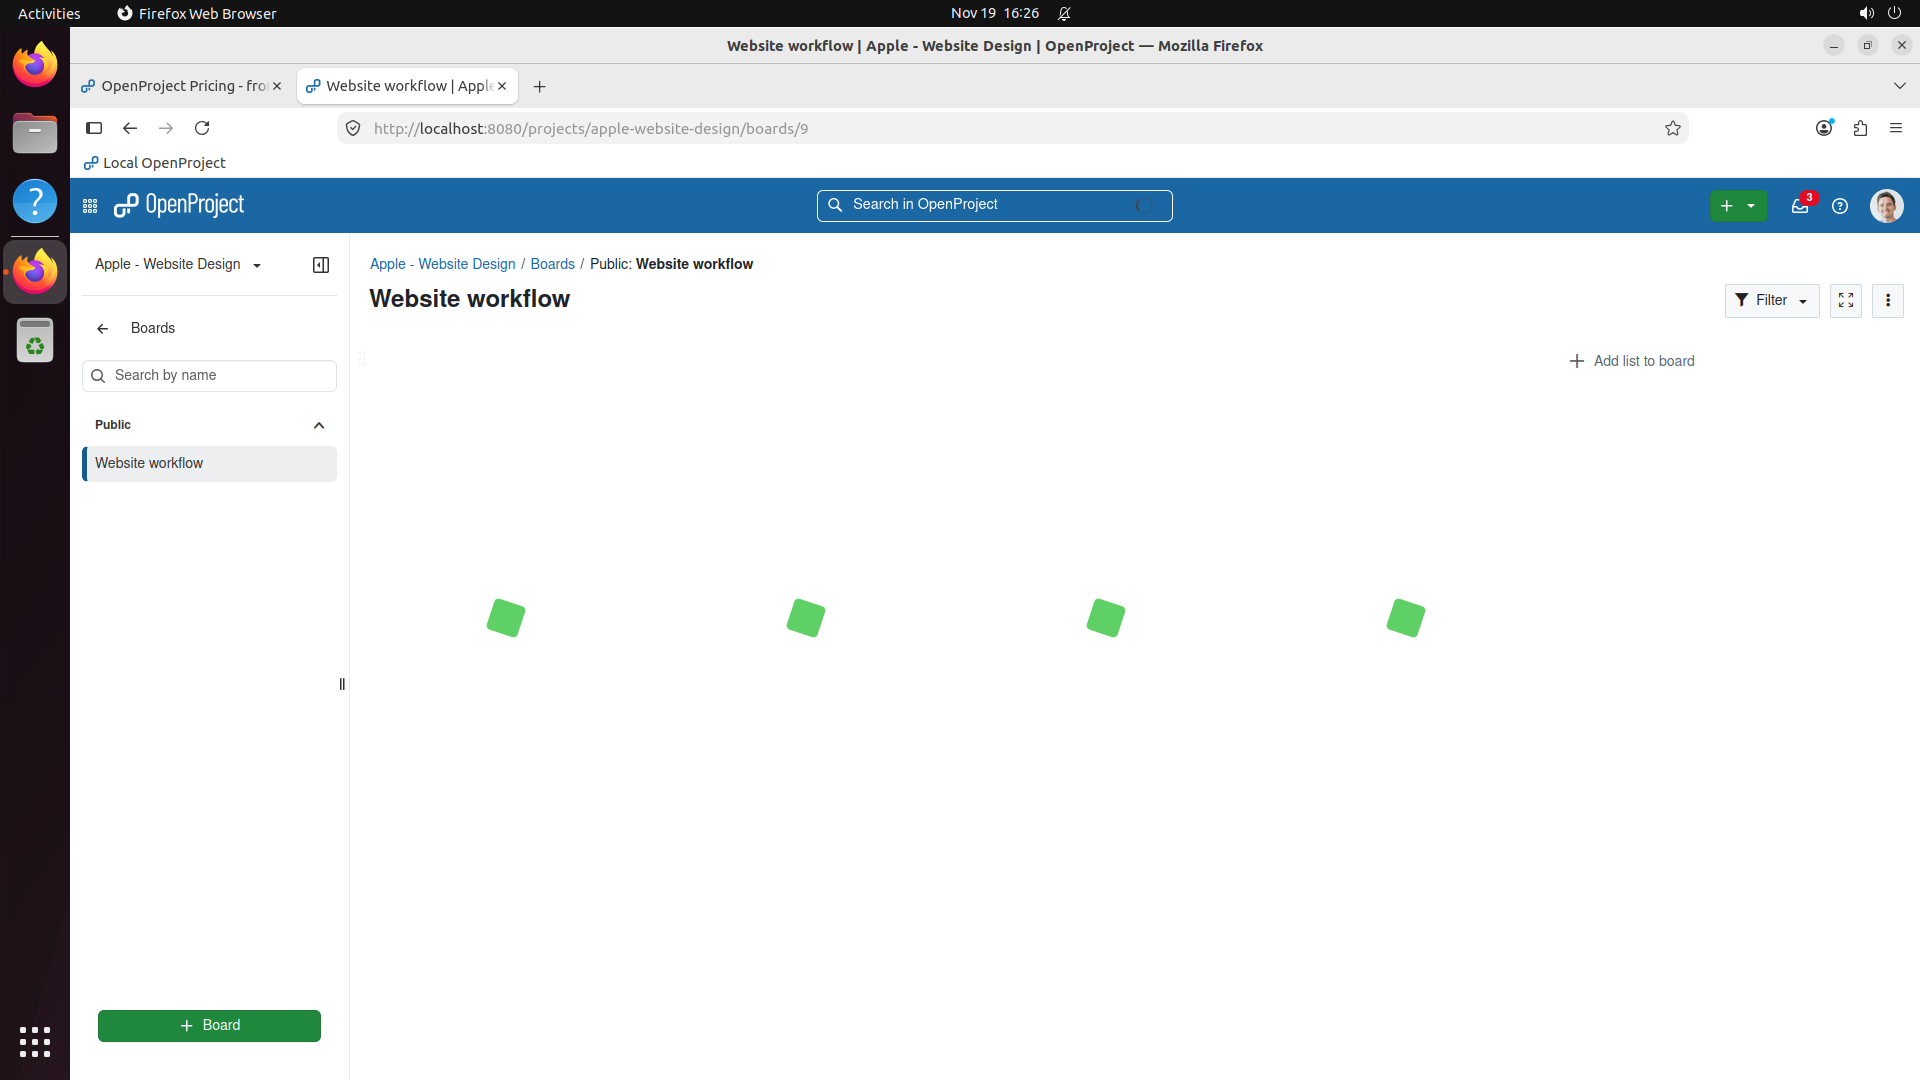 Activities
Firefox Web Browser
Nov 19 16:26
Website workflow | Apple - Website Design | OpenProject — Mozilla Firefox
OpenProject Pricing - fro
Website workflow | Apple
http://localhost:8080/projects/apple-website-design/boards/9
Local OpenProject
OpenProject
Search in OpenProject
3
Apple - Website Design
Apple - Website Design / Boards / Public: Website workflow
Website workflow
Filter
Boards
Add list to board
Search by name
Public
Website workflow
Board